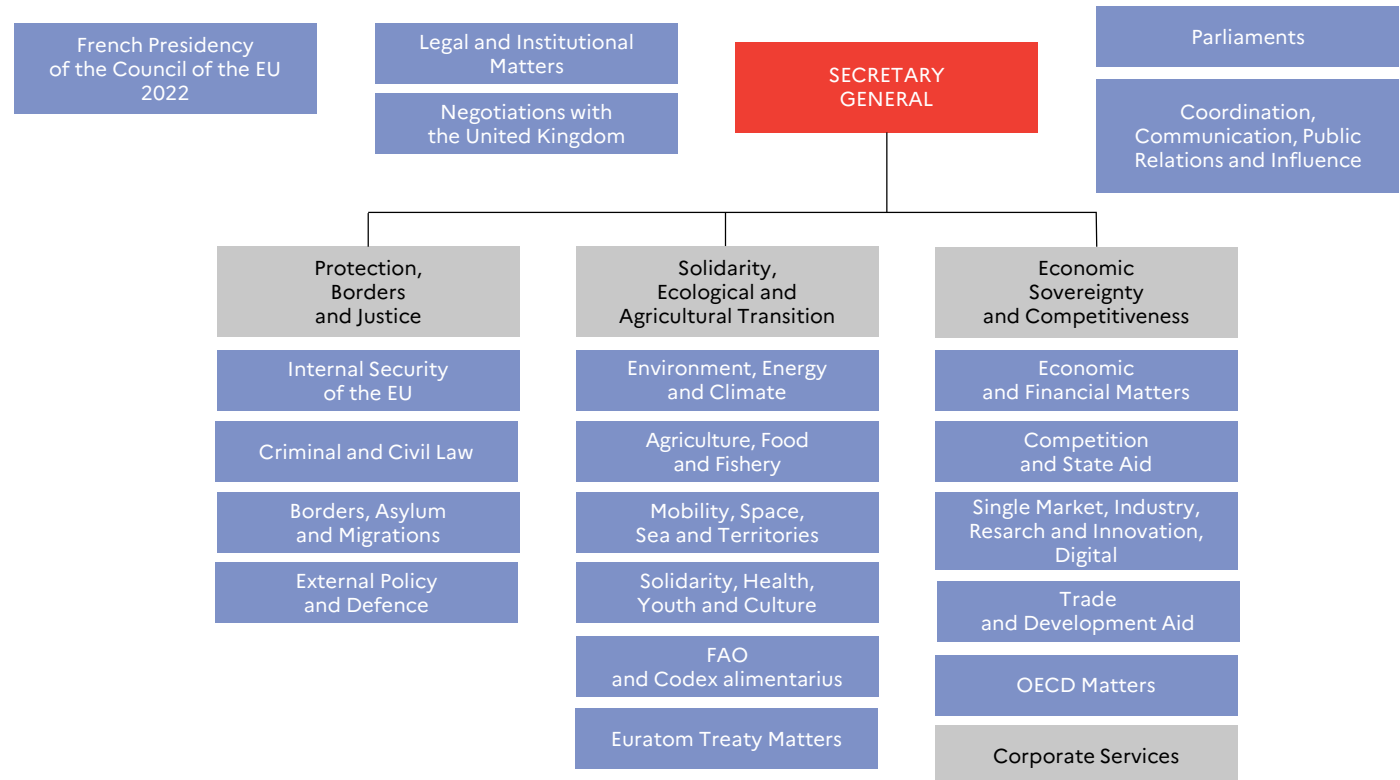 French Presidency
of the Council of the EU
2022
Legal and Institutional
Matters
Negotiations with
the United Kingdom
SECRETARY
GENERAL
Parliaments
Coordination,
Communication, Public
Relations and Influence
Protection,
Borders
and Justice
Internal Security
of the EU
Criminal and Civil Law
Borders, Asylum
and Migrations
External Policy
and Defence
Solidarity,
Ecological and
Agricultural Transition
Environment, Energy
and Climate
Agriculture, Food
and Fishery
Mobility, Space,
Sea and Territories
Solidarity, Health,
Youth and Culture
FAO
and Codex alimentarius
Euratom Treaty Matters
Economic
Sovereignty
and Competitiveness
Economic
and Financial Matters
Competition
and State Aid
Single Market, Industry,
Resarch and Innovation,
Digital
Trade
and Development Aid
OECD Matters
Corporate Services